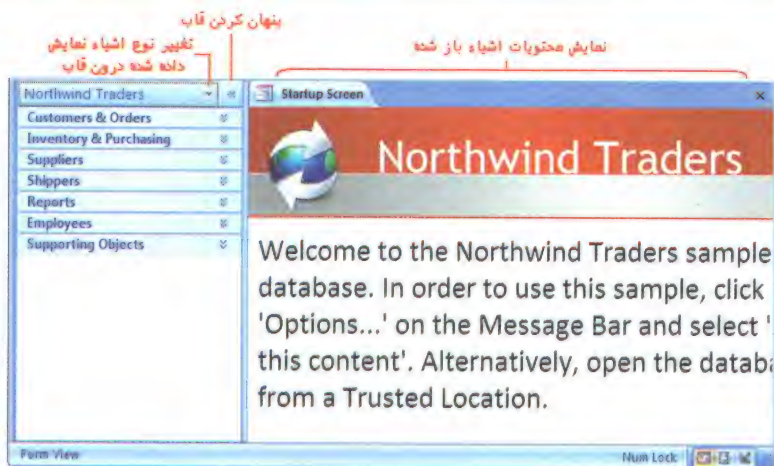 پنهان کردن قاب
تغییر نوع اشیاء نمایش
داده شده درون قاب
نمایش محتویات اشیاء باز شده
Northwind Traders
Startup Screen
Customers & Orders
Inventory & Purchasing
Suppliers
Shippers
Reports
Employees
Supporting Objects
Northwind Traders
Welcome to the Northwind Traders sample
database. In order to use this sample, click
'Options...' on the Message Bar and select '
this content'. Alternatively, open the databa
from a Trusted Location.
Form View
Num Lock